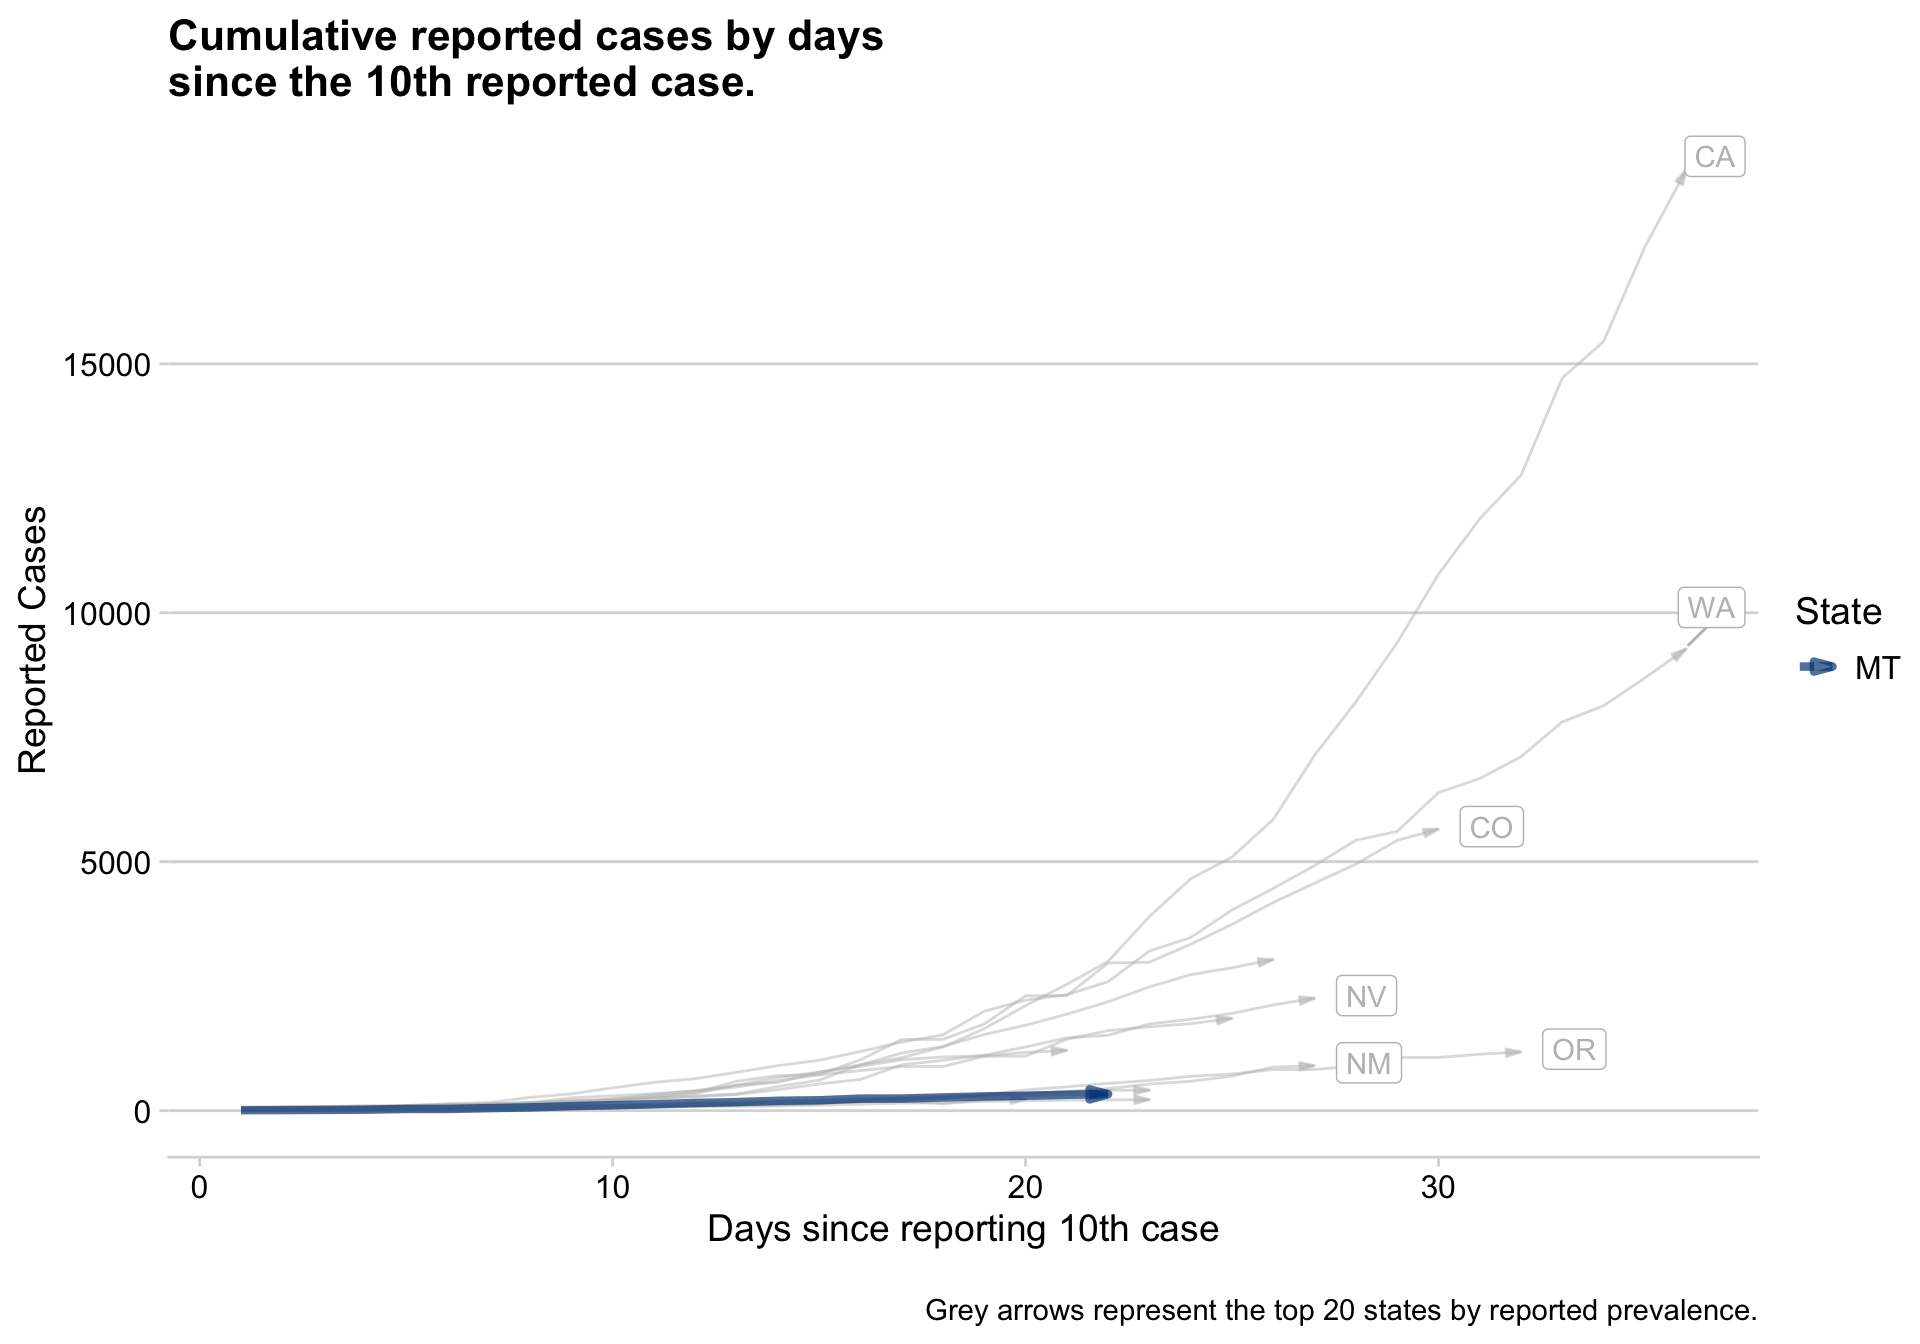 Cumulative reported cases by days
since the 10th reported case.
CA
15000
WA
10000
State
MT
Reported Cases
CO
5000
NV
OR
NM
0
0 10 20 30
Days since reporting 10th case
Grey arrows represent the top 20 states by reported prevalence.